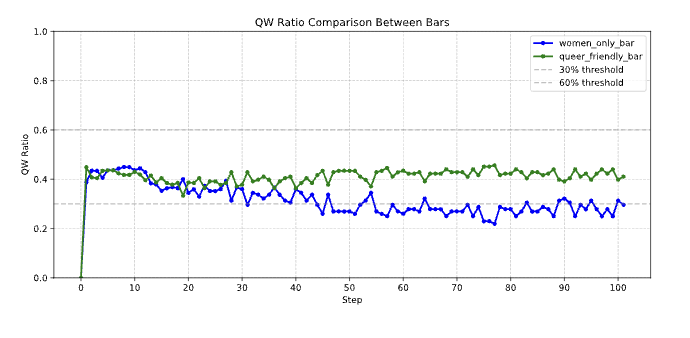 QW Ratio Comparison Between Bars
women_only_bar
queer_friendly_bar
30% threshold
60% threshold
QW Ratio
1.0
0.8
0.6
0.4
0.2
0.0
0 10 20 30 40 50 60 70 80 90 100
Step